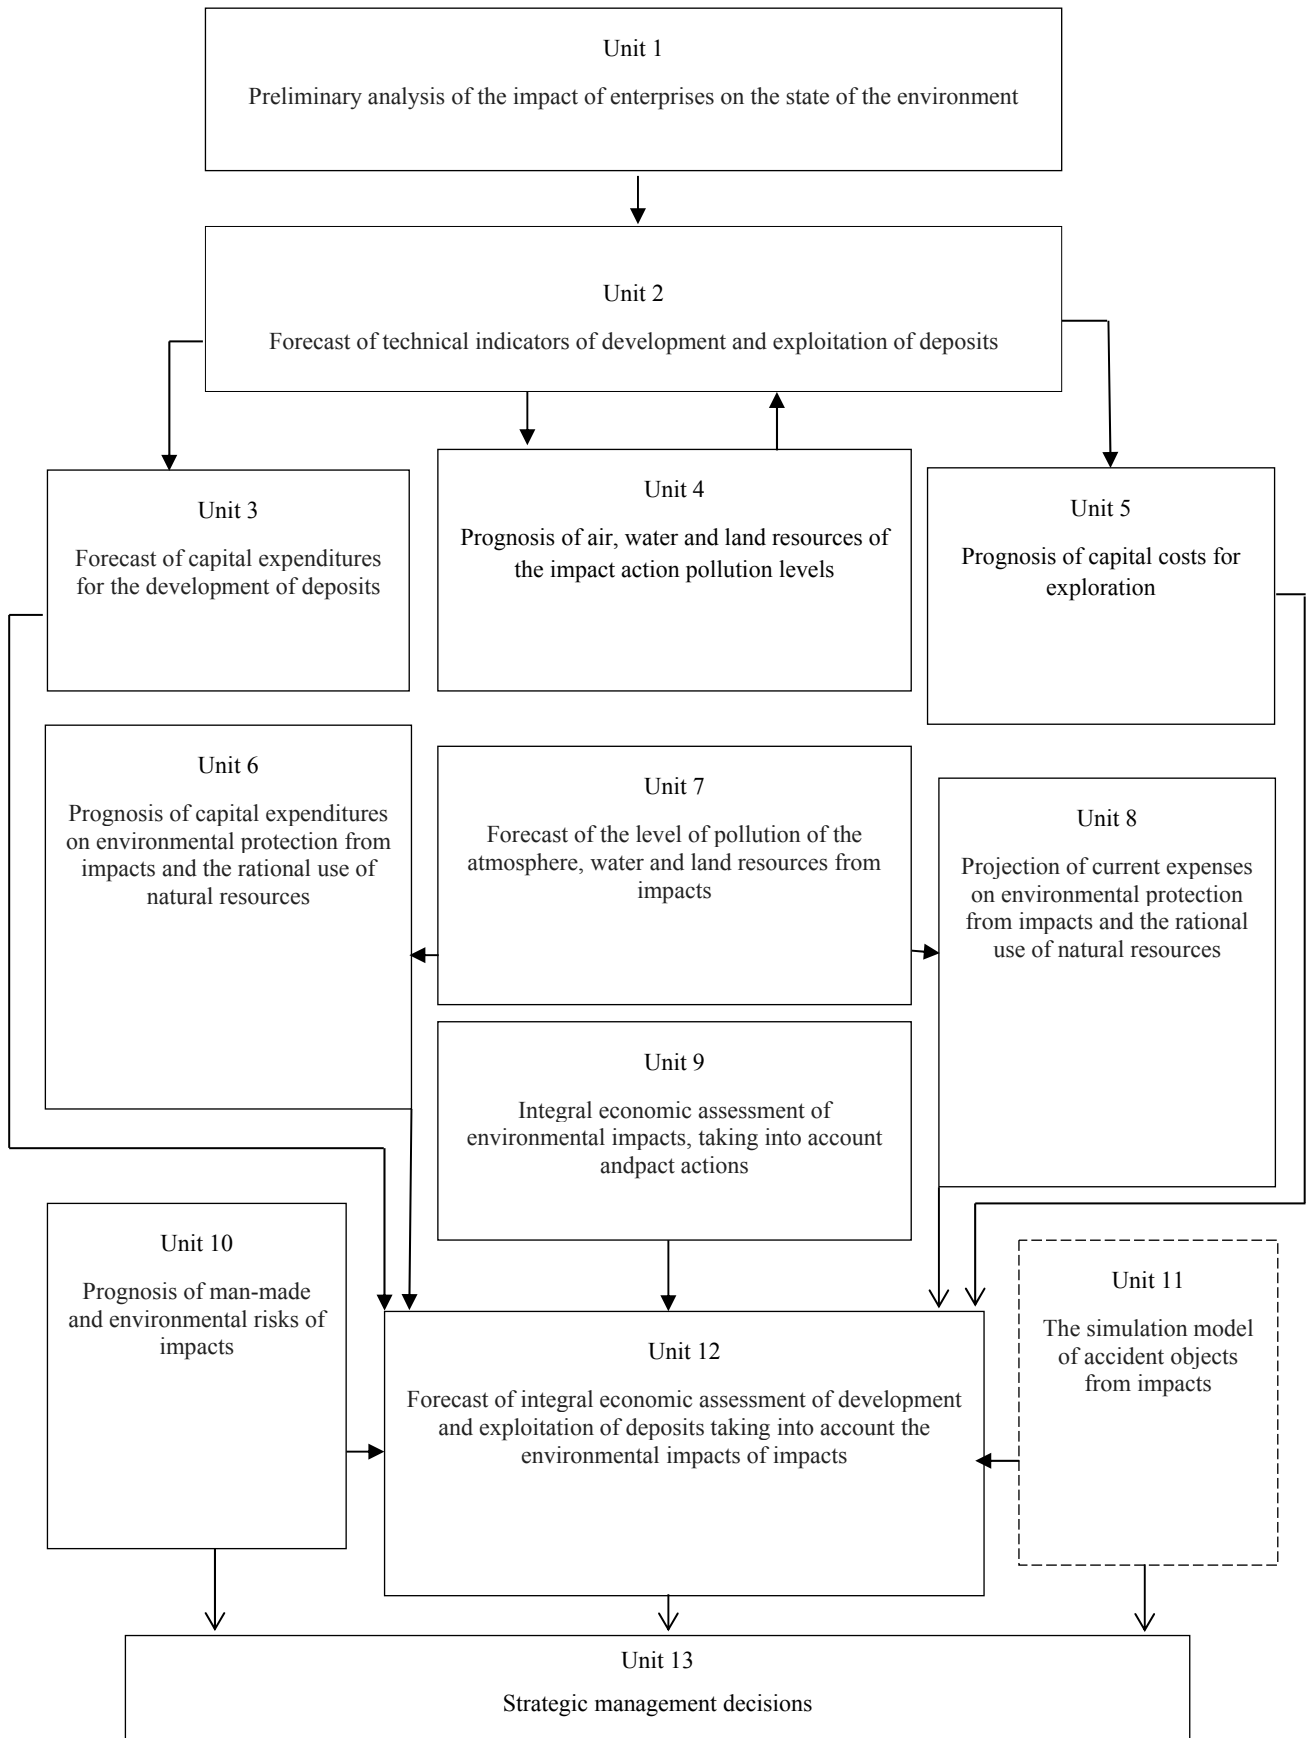 Unit 1
Preliminary analysis of the impact of enterprises on the state of the environment
Unit 2
Forecast of technical indicators of development and exploitation of deposits
Unit 3
Forecast of capital expenditures
for the development of deposits
Unit 4
Prognosis of air, water and land resources of
the impact action pollution levels
Unit 5
Prognosis of capital costs for
exploration
Unit 6
Prognosis of capital expenditures
on environmental protection from
impacts and the rational use of
natural resources
Unit 7
Forecast of the level of pollution of the
atmosphere, water and land resources from
impacts
Unit 8
Projection of current expenses
on environmental protection
from impacts and the rational
use of natural resources
Unit 9
Integral economic assessment of
environmental impacts, taking into account
andpact actions
Unit 10
Prognosis of man-made
and environmental risks of
impacts
Unit 11
The simulation model
of accident objects
from impacts
Unit 12
Forecast of integral economic assessment of development
and exploitation of deposits taking into account the
environmental impacts of impacts
Unit 13
Strategic management decisions